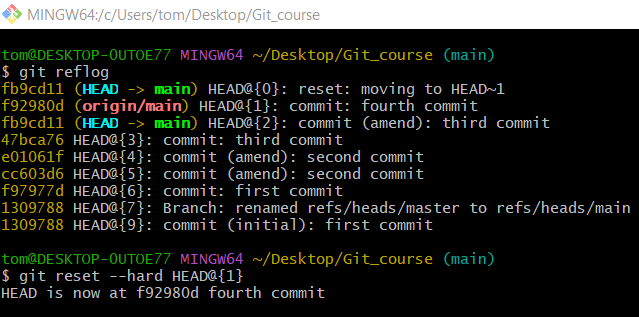 MINGW64:/c/Users/tom/Desktop/Git_course
tom@DESKTOP-OUTOE77 MINGW64 ~/Desktop/Git_course (main)
$ git reflog
fb9cd11 (HEAD -> main) HEAD@{0}: reset: moving to HEAD~1
f92980d (origin/main) HEAD@{1}: commit: fourth commit
fb9cd11 (HEAD -> main) HEAD@{2}: commit (amend): third commit
47bca76 HEAD@{3}: commit: third commit
e01061f HEAD@{4}: commit (amend): second commit
cc603d6 HEAD@{5}: commit (amend): second commit
f97977d HEAD@{6}: commit: first commit
1309788 HEAD@{7}: Branch: renamed refs/heads/master to refs/heads/main
1309788 HEAD@{9}: commit (initial): first commit
tom@DESKTOP-OUTOE77 MINGW64 ~/Desktop/Git_course (main)
$ git reset --hard HEAD@{1}
HEAD is now at f92980d fourth commit